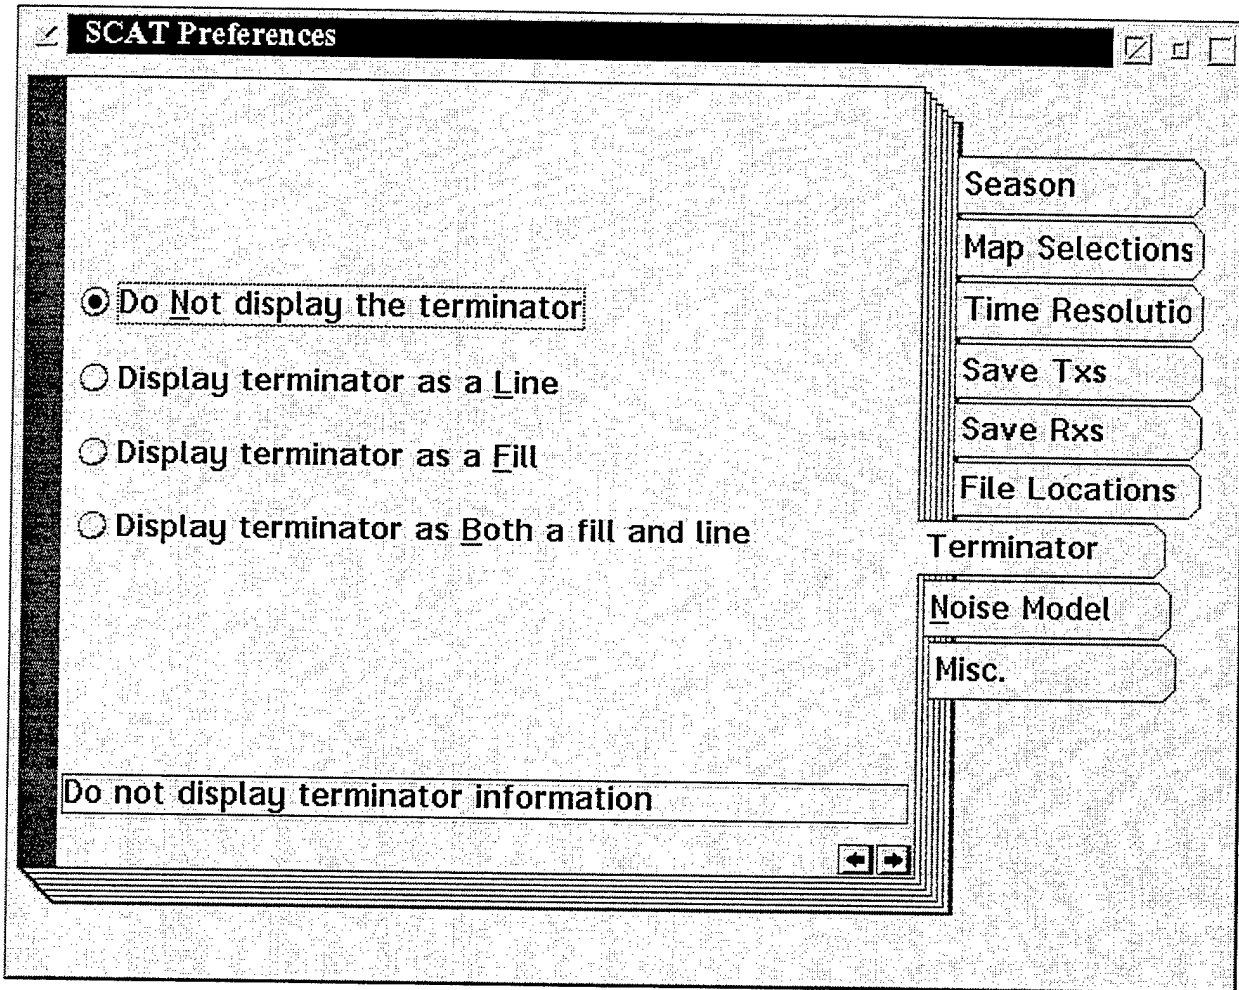 SCAT Preferences
Season
Map Selections
Time Resolutio
Save Txs
Save Rxs
File Locations
Terminator
Noise Model
Misc.
Do Not display the terminator
Display terminator as a Line
Display terminator as a Fill
Display terminator as Both a fill and line
Do not display terminator information